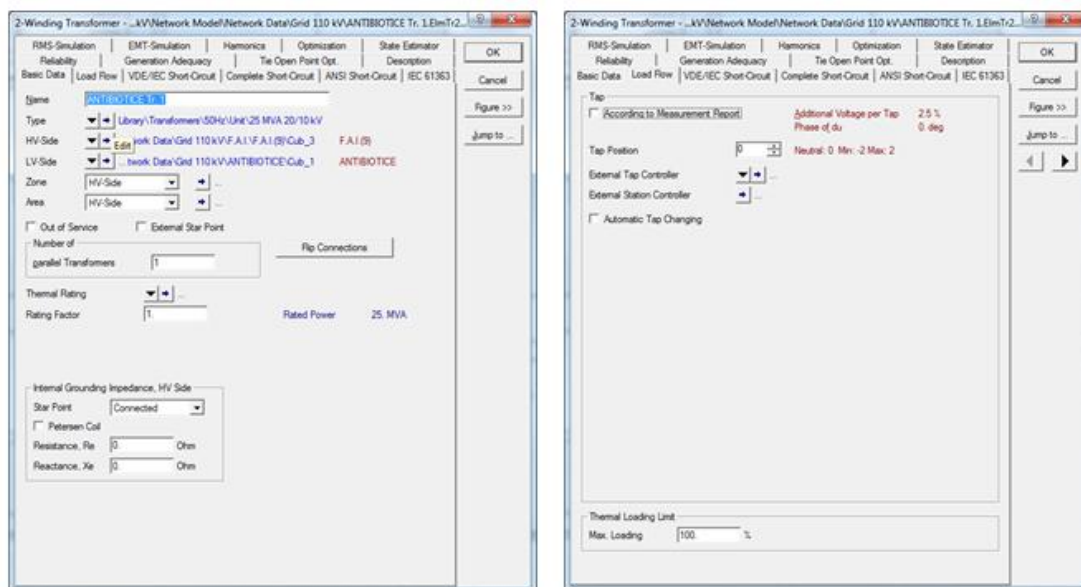 2-Winding Transformer - ...kV\Network Model\Network Data\Grid 110 kV\ANTIBIOTICE Tr. 1.ElmTr2...
RMS-Simulation EMT-Simulation Harmonics Optimization State Estimator
Reliability Generation Adequacy Tie Open Point Opt. Description
Basic Data Load Flow VDE/IEC Short-Circuit Complete Short-Circuit ANSI Short-Circuit IEC 61363
Name ANTIBIOTICE Tr. 1
Type Library\Transformers\50Hz\Unit\25 MVA 20/10 kV
HV-Side work Data\Grid 110 kV\F.A.I.\F.A.I.(9)\Cub_3 F.A.I.(9)
Edit
LV-Side ... twork Data\Grid 110 kV\ANTIBIOTICE\Cub_1 ANTIBIOTICE
Zone HV-Side ...
Area HV-Side ...
Out of Service External Star Point
Number of
parallel Transformers 1
Flip Connections
Thermal Rating ...
Rating Factor 1. Rated Power 25. MVA
Internal Grounding Impedance, HV Side
Star Point Connected
Petersen Coil
Resistance, Re 0. Ohm
Reactance, Xe 0. Ohm
OK
Cancel
Figure >>
Jump to ...
2-Winding Transformer - ...kV\Network Model\Network Data\Grid 110 kV\ANTIBIOTICE Tr. 1.ElmTr2...
RMS-Simulation EMT-Simulation Harmonics Optimization State Estimator
Reliability Generation Adequacy Tie Open Point Opt. Description
Basic Data Load Flow VDE/IEC Short-Circuit Complete Short-Circuit ANSI Short-Circuit IEC 61363
Tap
According to Measurement Report Additional Voltage per Tap 2.5 %
Phase of du 0. deg
Tap Position 0 Neutral: 0 Min: -2 Max: 2
External Tap Controller ...
External Station Controller ...
Automatic Tap Changing
Thermal Loading Limit
Max. Loading 100. %
OK
Cancel
Figure >>
Jump to ...